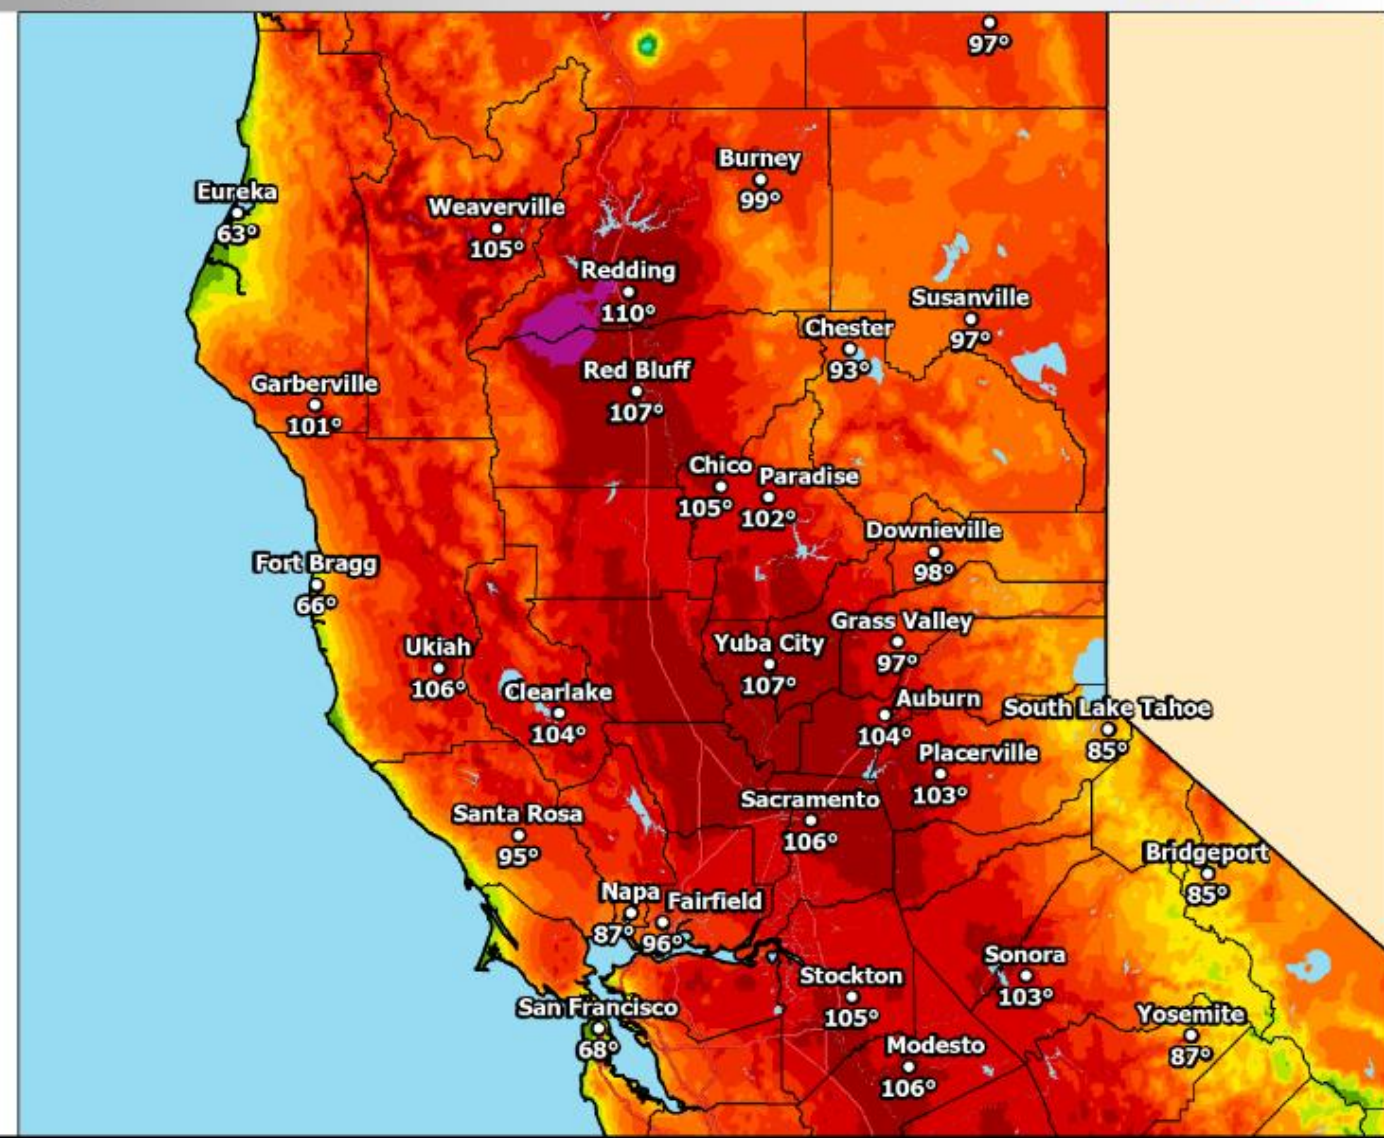 97°
Burney
99°
Eureka
63°
Weaverville
105°
Redding
110°
Susanville
97°
Chester
93°
Red Bluff
107°
Garberville
101°
Chico
105°
Paradise
102°
Downieville
98°
Fort Bragg
66°
Grass Valley
97°
Yuba City
107°
Ukiah
106°
Clearlake
104°
Auburn
104°
South Lake Tahoe
85°
Placerville
103°
Sacramento
106°
Santa Rosa
95°
Bridgeport
85°
Napa
87°
Fairfield
96°
Sonora
103°
Stockton
105°
San Francisco
68°
Yosemite
87°
Modesto
106°